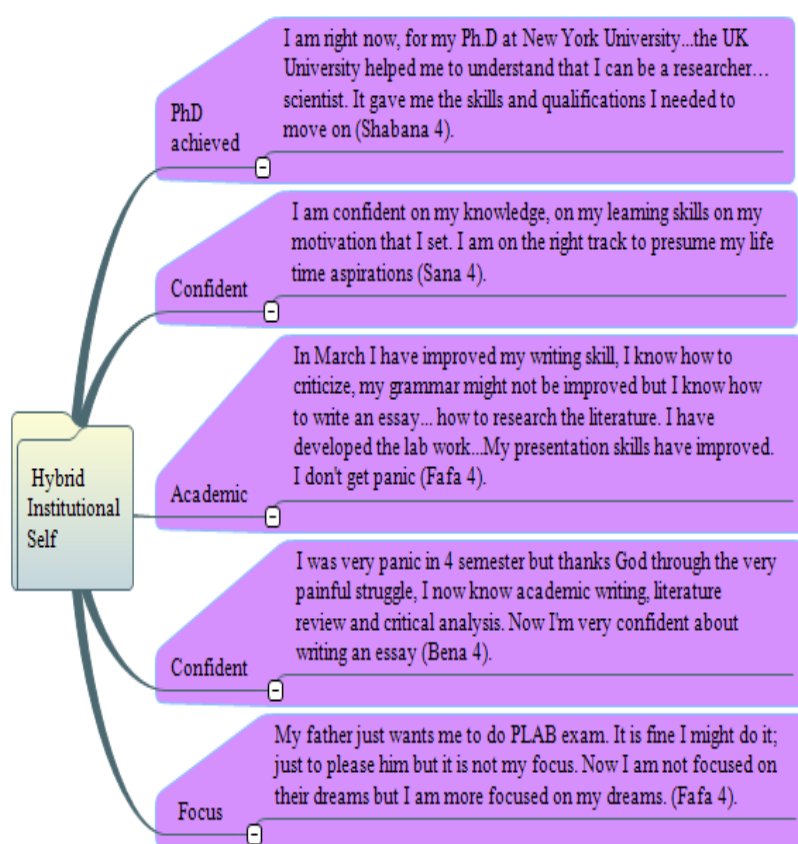 Hybrid
Institutional
Self
PhD
achieved
I am right now, for my Ph.D at New York University...the UK
University helped me to understand that I can be a researcher…
scientist. It gave me the skills and qualifications I needed to
move on (Shabana 4).
Confident
I am confident on my knowledge, on my learning skills on my
motivation that I set. I am on the right track to presume my life
time aspirations (Sana 4).
Academic
In March I have improved my writing skill, I know how to
criticize, my grammar might not be improved but I know how
to write an essay... how to research the literature. I have
developed the lab work...My presentation skills have improved.
I don't get panic (Fafa 4).
Confident
I was very panic in 4 semester but thanks God through the very
painful struggle, I now know academic writing, literature
review and critical analysis. Now I'm very confident about
writing an essay (Bena 4).
Focus
My father just wants me to do PLAB exam. It is fine I might do it;
just to please him but it is not my focus. Now I am not focused on
their dreams but I am more focused on my dreams. (Fafa 4).